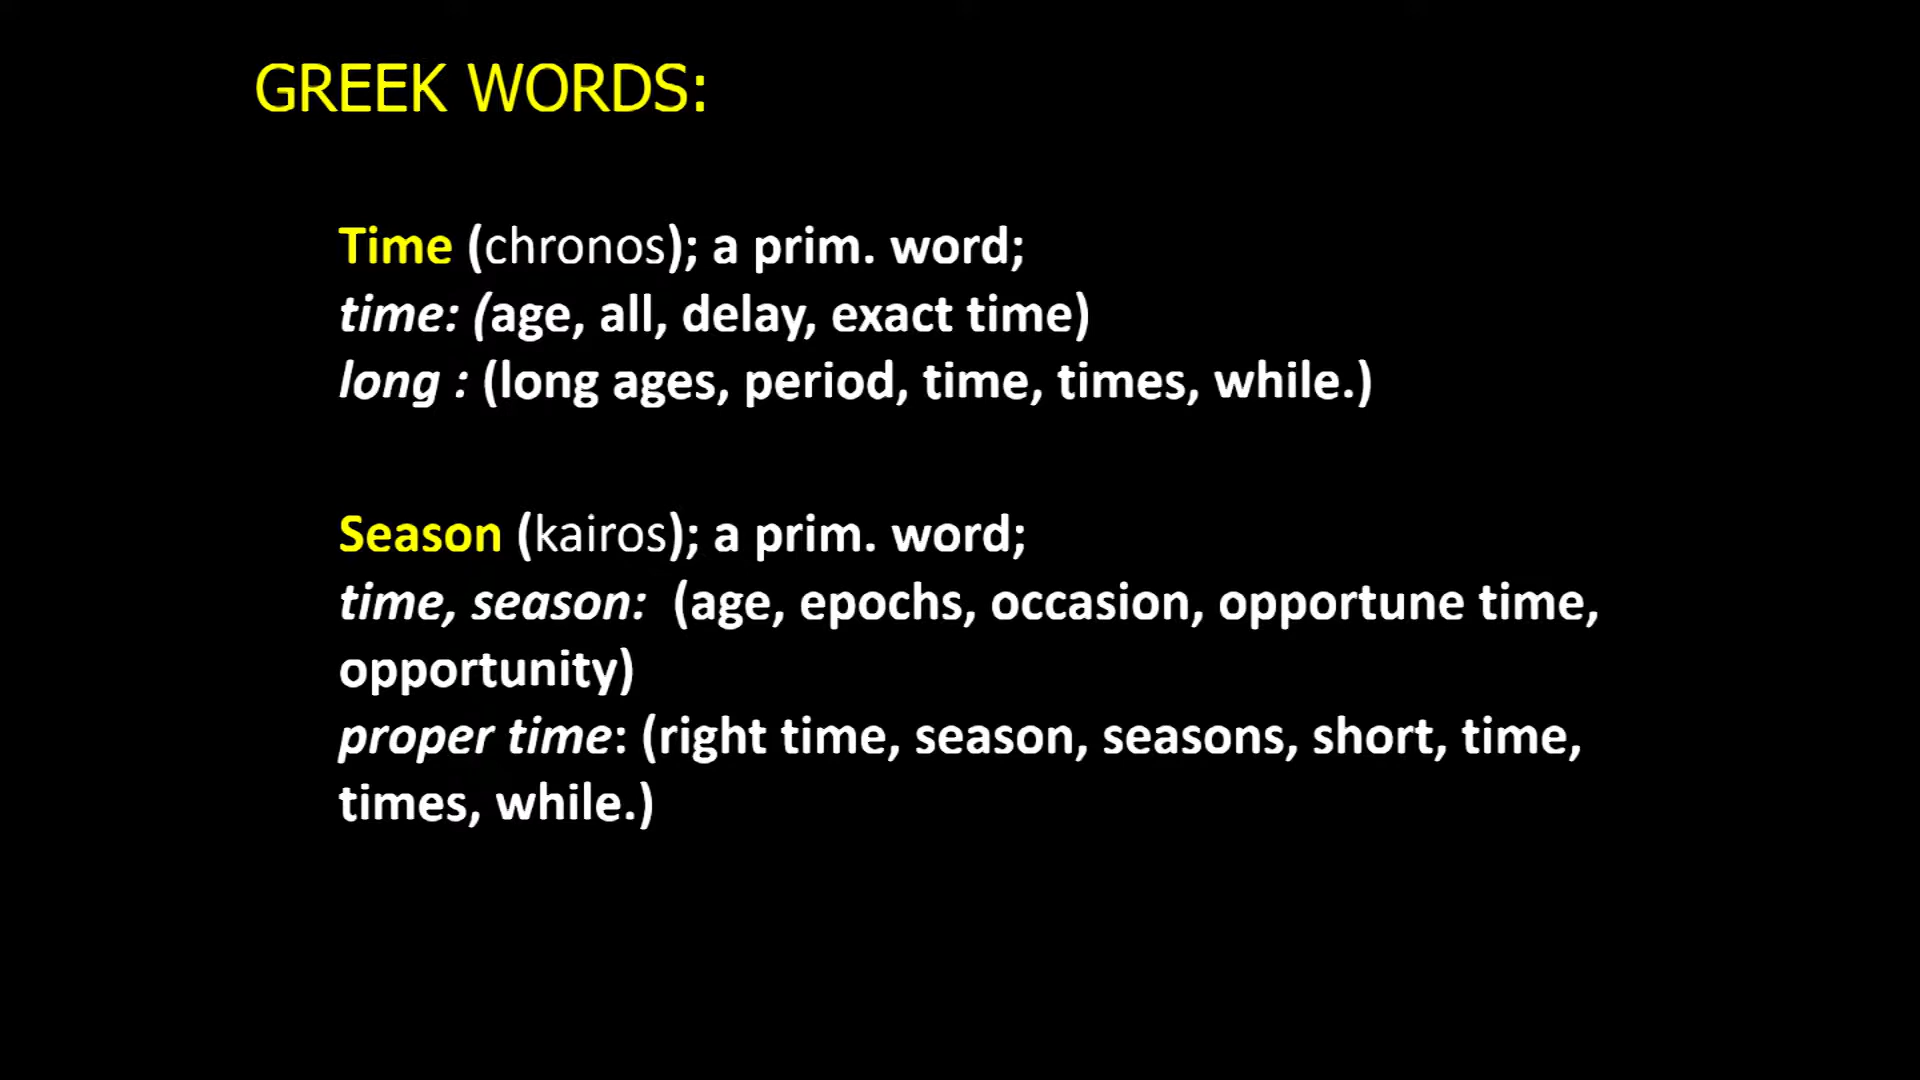 GREEK WORDS:
Time (chronos); a prim. word;
time: (age, all, delay, exact time)
long : (long ages, period, time, times, while.)
Season (kairos); a prim. word;
time, season:  (age, epochs, occasion, opportune time,
opportunity)
proper time: (right time, season, seasons, short, time,
times, while.)